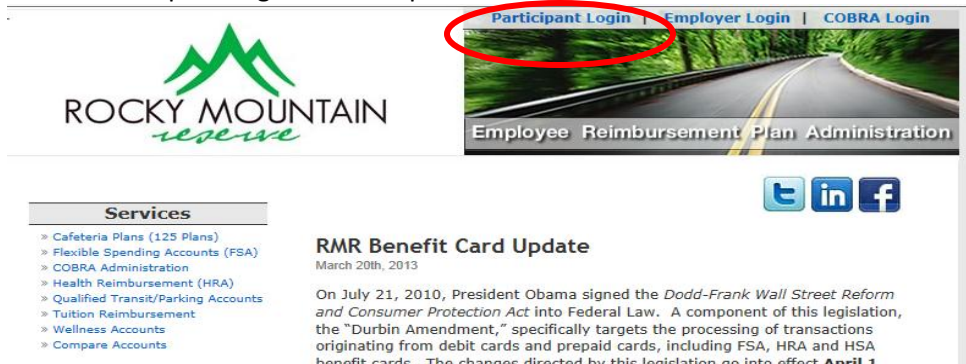 Participant Login | Employer Login | COBRA Login
ROCKY MOUNTAIN
reserve
Employee Reimbursement Plan Administration
Services
» Cafeteria Plans (125 Plans)
» Flexible Spending Accounts (FSA)
» COBRA Administration
» Health Reimbursement (HRA)
» Qualified Transit/Parking Accounts
» Tuition Reimbursement
» Wellness Accounts
» Compare Accounts
t in f
RMR Benefit Card Update
March 20th, 2013
On July 21, 2010, President Obama signed the Dodd-Frank Wall Street Reform
and Consumer Protection Act into Federal Law. A component of this legislation,
the “Durbin Amendment,” specifically targets the processing of transactions
originating from debit cards and prepaid cards, including FSA, HRA and HSA
benefit cards. The changes directed by this legislation go into effect April 1